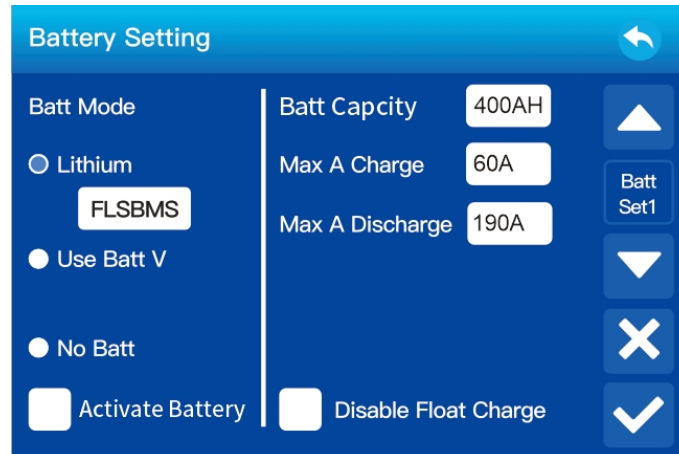 Battery Setting
Batt Mode
Lithium
FLSBMS
Use Batt V
No Batt
Activate Battery
Batt Capcity 400AH
Max A Charge 60A
Max A Discharge 190A
Disable Float Charge
Batt
Set1